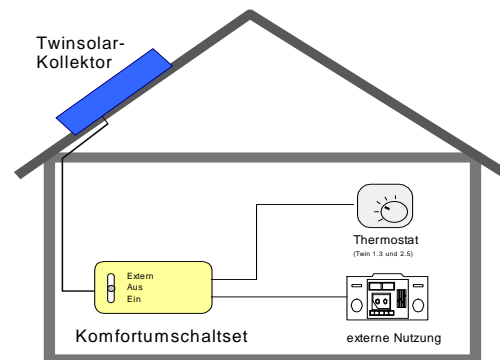 Twinsolar-
Kollektor
Thermostat
(Twin 1.3 und 2.5)
Extern
Aus
Ein
Komfortumschaltset
externe Nutzung